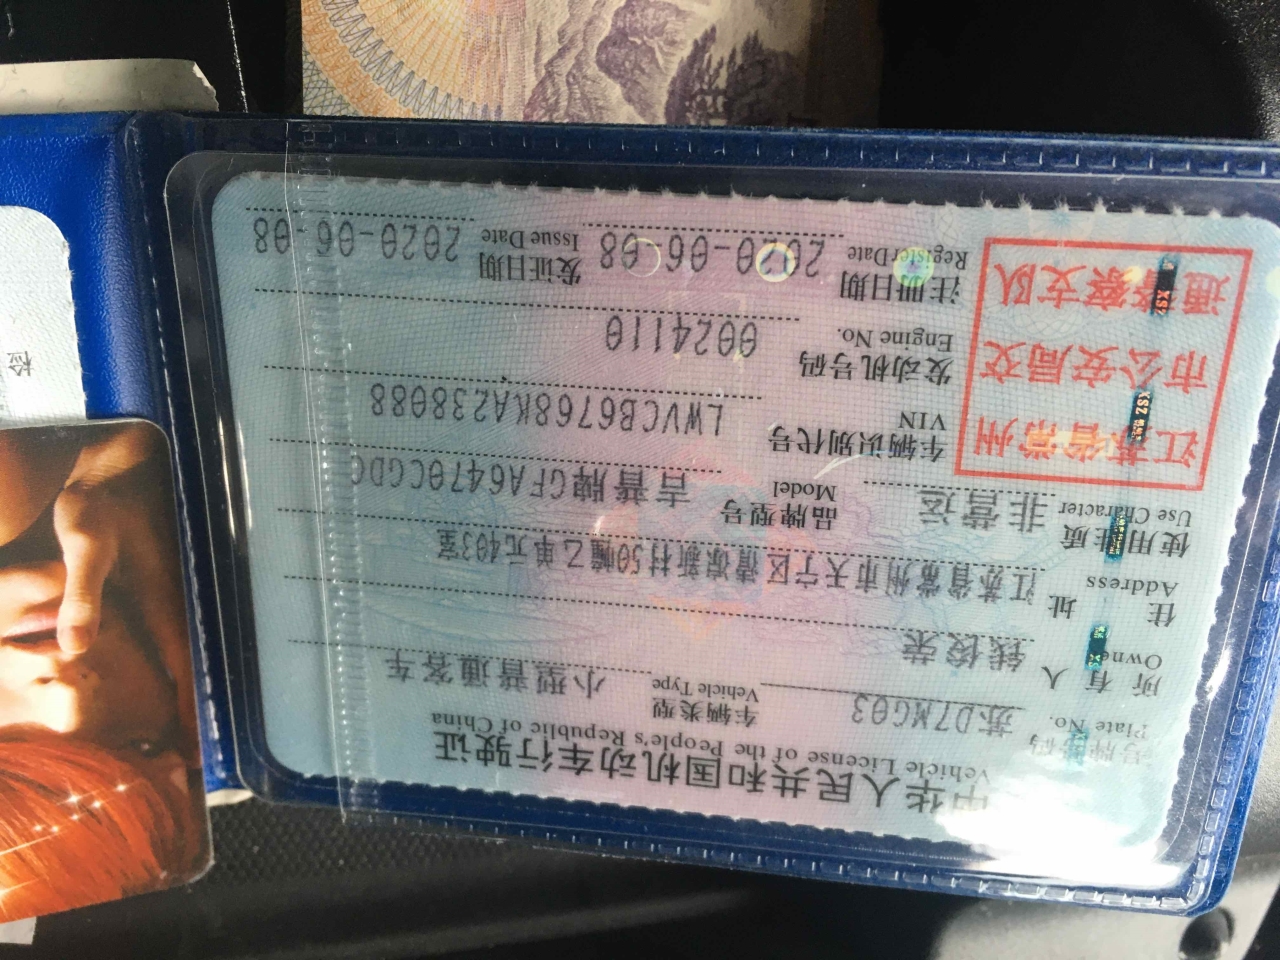 中华人民共和国机动车行驶证
Vehicle License of the People's Republic of China
号牌号码 Plate No. 苏D7MG03 车辆类型 Vehicle Type 小型普通客车
所有人 Owner 钱俊荣
住址 Address 江苏省常州市天宁区清凉新村50幢乙单元403室
使用性质 Use Character 非营运 品牌型号 Model 吉普牌GFA6470CGDC
江苏省常州市公安局交通警察支队
车辆识别代号 VIN LWVCB6768KA238088
发动机号码 Engine No. 0024110
注册日期 Register Date 2020-06-08 发证日期 Issue Date 2020-06-08
检